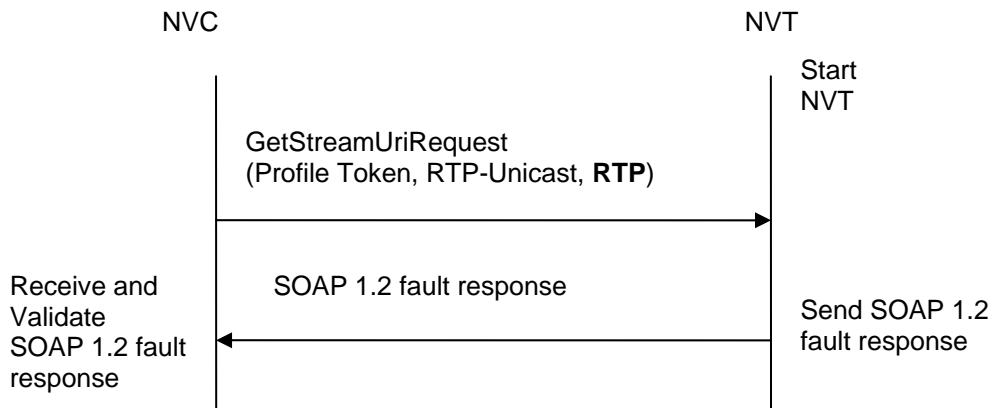 NVC
NVT
Start
NVT
GetStreamUriRequest
(Profile Token, RTP-Unicast, RTP)
Receive and
Validate
SOAP 1.2 fault
response
SOAP 1.2 fault response
Send SOAP 1.2
fault response